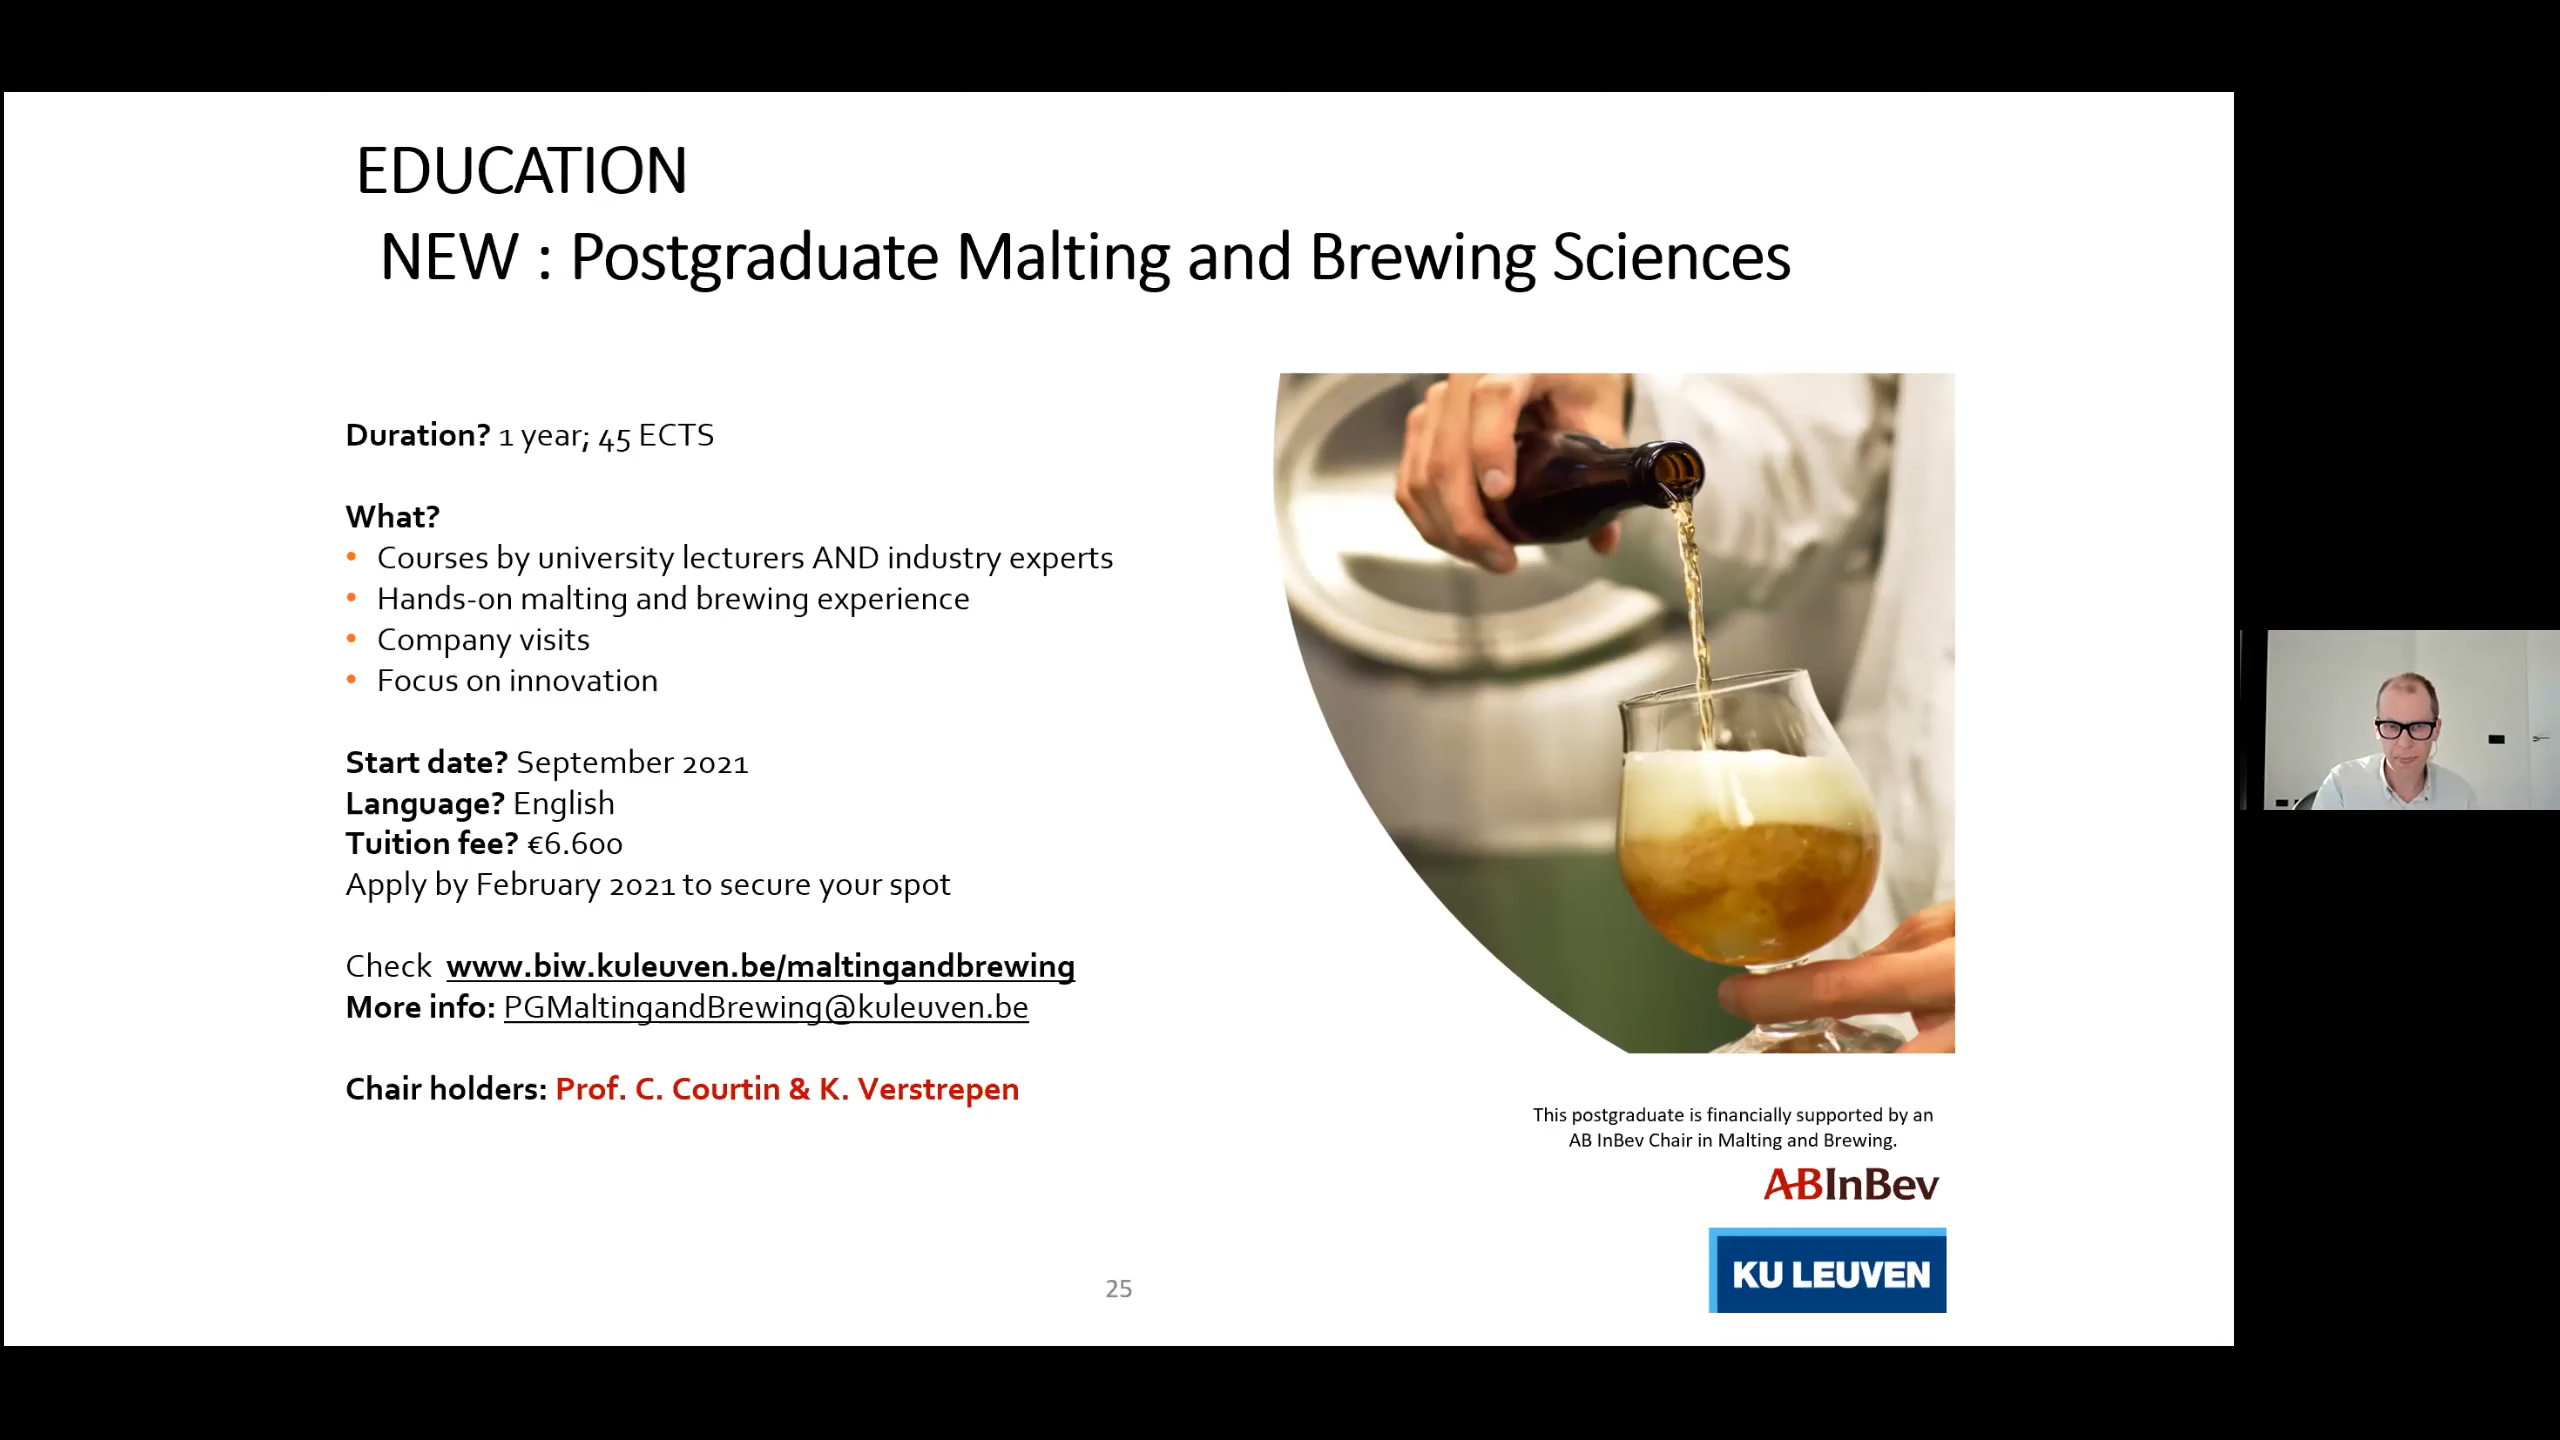 EDUCATION
NEW : Postgraduate Malting and Brewing Sciences
Duration? 1 year; 45 ECTS
What?
• Courses by university lecturers AND industry experts
• Hands-on malting and brewing experience
• Company visits
• Focus on innovation
Start date? September 2021
Language? English
Tuition fee? €6.600
Apply by February 2021 to secure your spot
Check www.biw.kuleuven.be/maltingandbrewing
More info: PGMaltingandBrewing@kuleuven.be
Chair holders: Prof. C. Courtin & K. Verstrepen
This postgraduate is financially supported by an
AB InBev Chair in Malting and Brewing.
ABInBev
KU LEUVEN
25